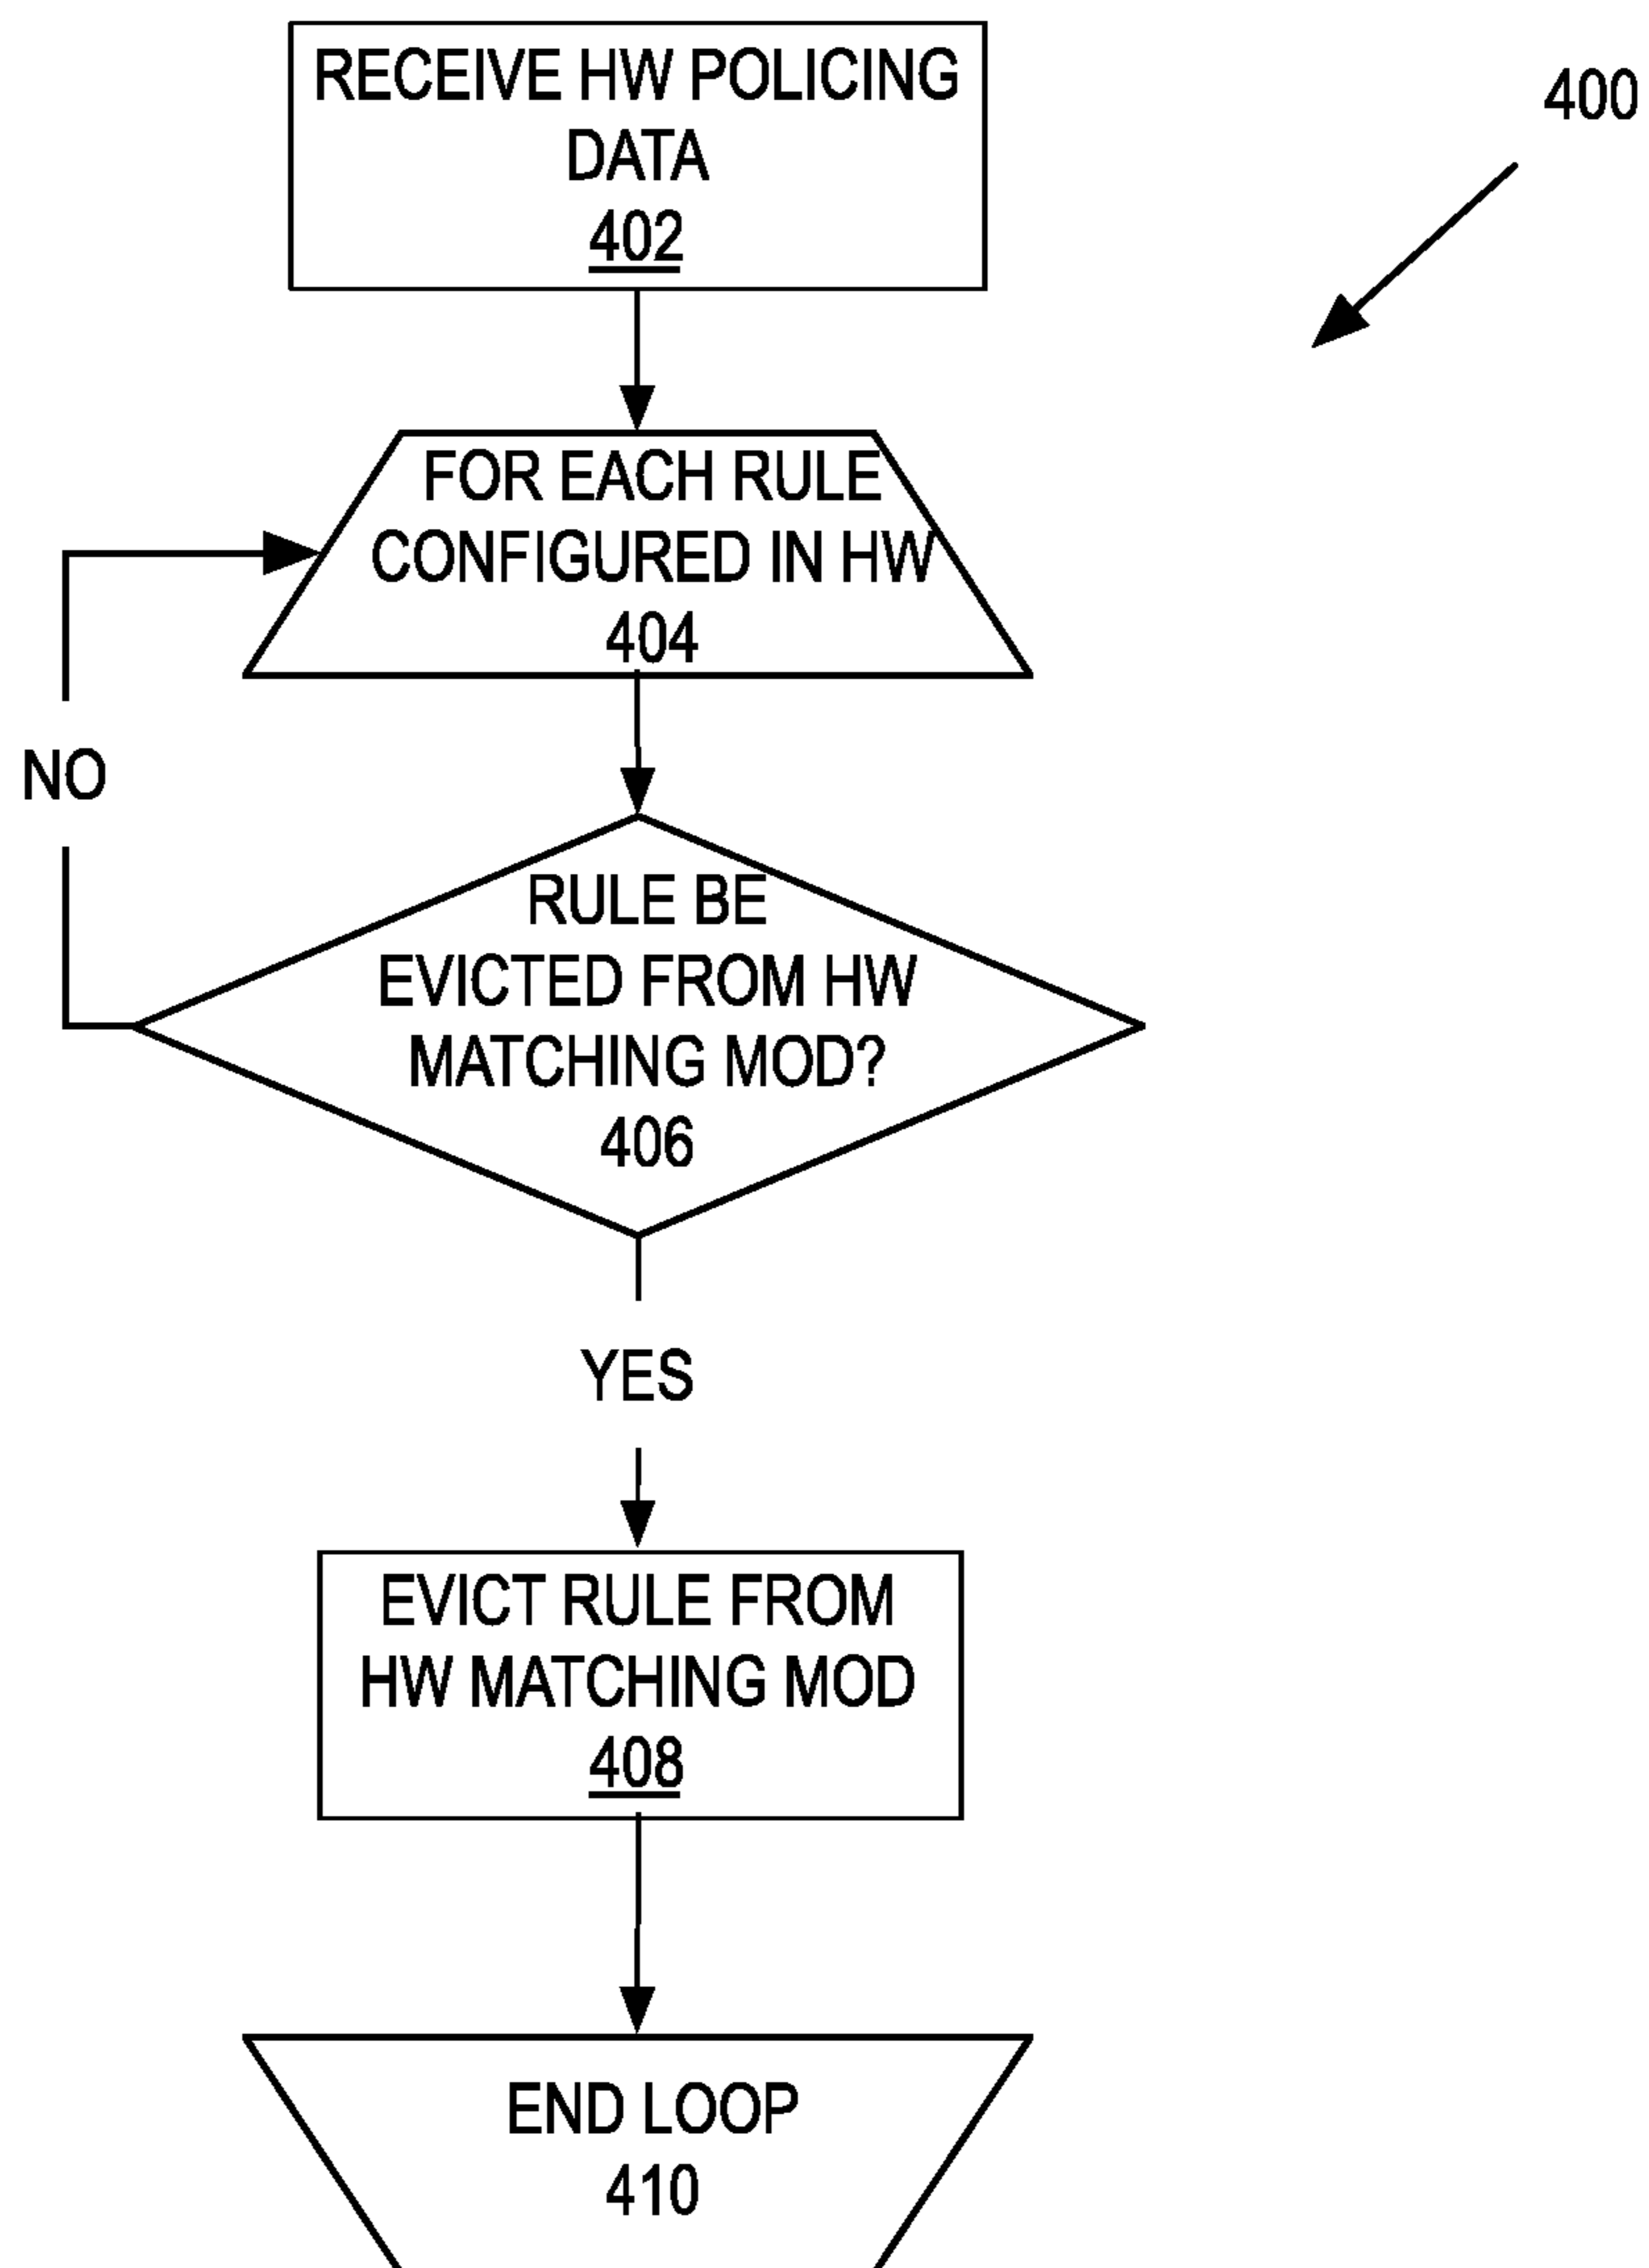 RECEIVE HW POLICING
DATA
402
400
FOR EACH RULE
CONFIGURED IN HW
404
NO
RULE BE
EVICTED FROM HW
MATCHING MOD?
406
YES
EVICT RULE FROM
HW MATCHING MOD
408
END LOOP
410